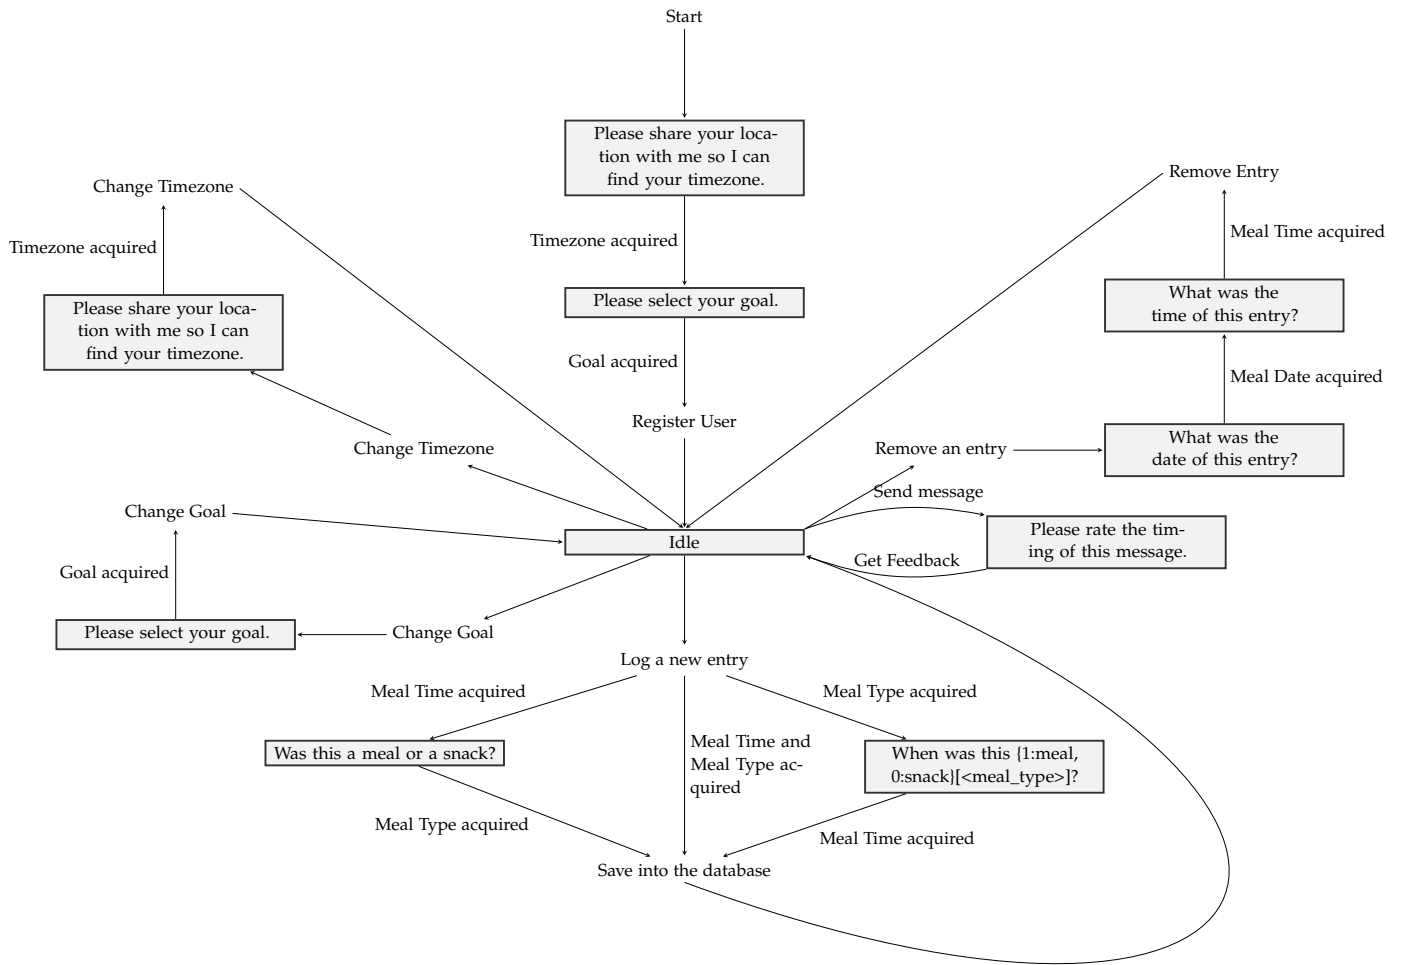 Start
Please share your loca-
tion with me so I can
find your timezone.
Change Timezone
Remove Entry
Timezone acquired
Timezone acquired
Meal Time acquired
Please share your loca-
tion with me so I can
find your timezone.
Please select your goal.
What was the
time of this entry?
Goal acquired
Meal Date acquired
Register User
Change Timezone
Remove an entry
What was the
date of this entry?
Send message
Change Goal
Idle
Please rate the tim-
ing of this message.
Get Feedback
Goal acquired
Please select your goal.
Change Goal
Log a new entry
Meal Time acquired
Meal Type acquired
Was this a meal or a snack?
Meal Time and
Meal Type ac-
quired
When was this {1:meal,
0:snack}[<meal_type>]?
Meal Type acquired
Meal Time acquired
Save into the database